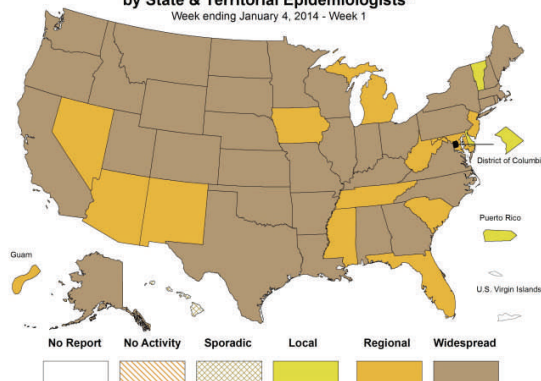 by State & Territorial Epidemiologists
Week ending January 4, 2014 - Week 1
District of Columbi
Puerto Rico
Guam
U.S. Virgin Islands
No Report No Activity Sporadic Local Regional Widespread